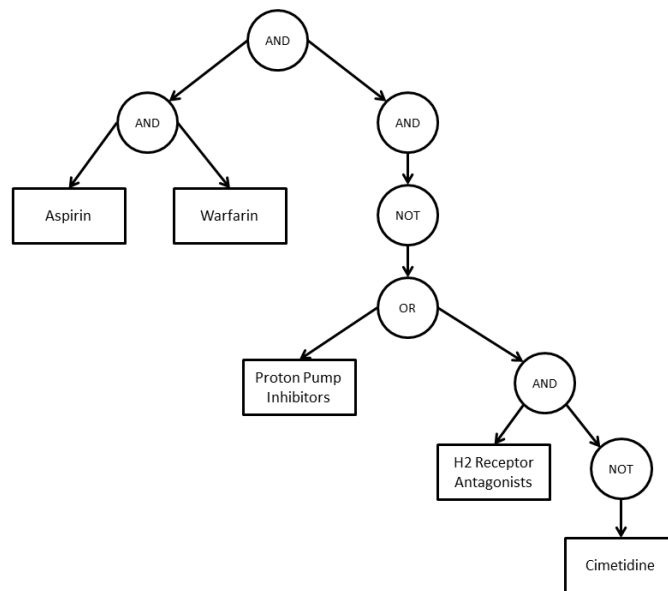 AND
AND
AND
Aspirin
Warfarin
NOT
OR
Proton Pump
Inhibitors
AND
H2 Receptor
Antagonists
NOT
Cimetidine